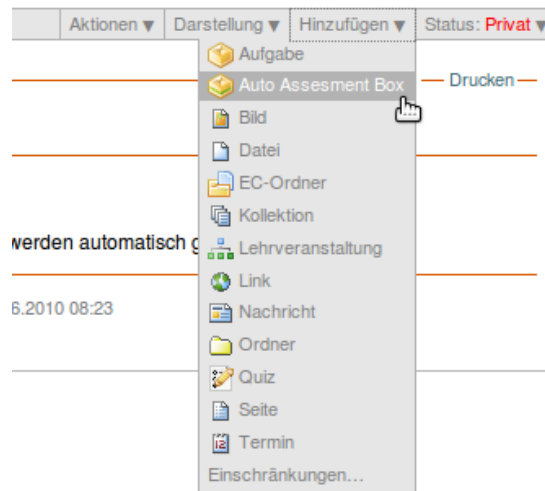 Aktionen ▼ Darstellung ▼ Hinzufügen ▼ Status: Privat ▼
Aufgabe
Auto Assesment Box
Drucken
Bild
Datei
EC-Ordner
Kollektion
werden automatisch g
Lehrveranstaltung
Link
6.2010 08:23
Nachricht
Ordner
Quiz
Seite
Termin
Einschränkungen...